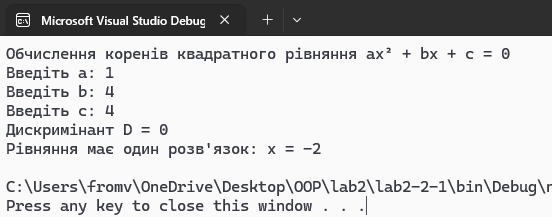 Microsoft Visual Studio Debug
Обчислення коренів квадратного рівняння ax² + bx + c = 0
Введіть a: 1
Введіть b: 4
Введіть c: 4
Дискримінант D = 0
Рівняння має один розв'язок: x = -2
C:\Users\fromv\OneDrive\Desktop\OOP\lab2\lab2-2-1\bin\Debug\
Press any key to close this window . . .